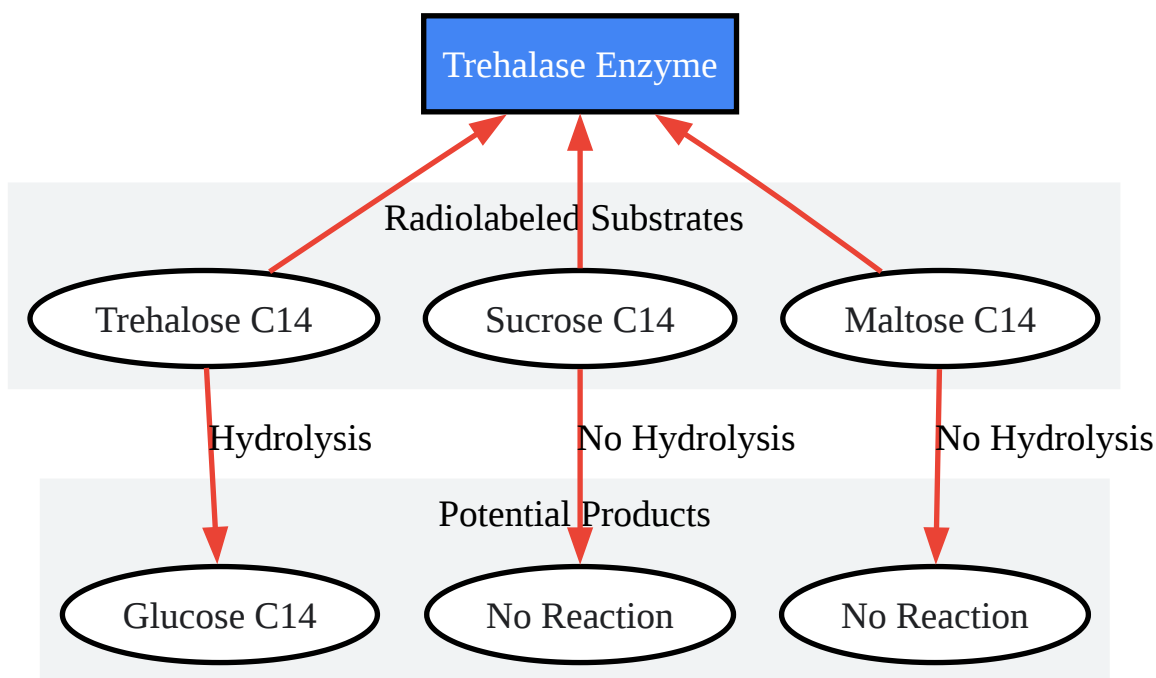 Trehalase Enzyme
Radiolabeled Substrates
Trehalose C14
Sucrose C14
Maltose C14
Hydrolysis
No Hydrolysis
No Hydrolysis
Potential Products
Glucose C14
No Reaction
No Reaction